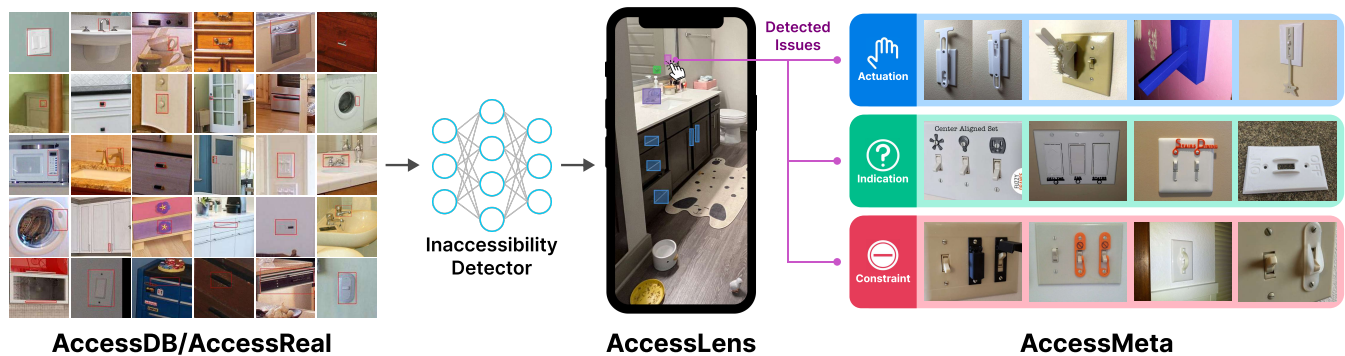 Detected
Issues
Actuation
Center Aligned Set
Indication
Inaccessibility
Detector
Constraint
AccessDB/AccessReal
AccessLens
AccessMeta